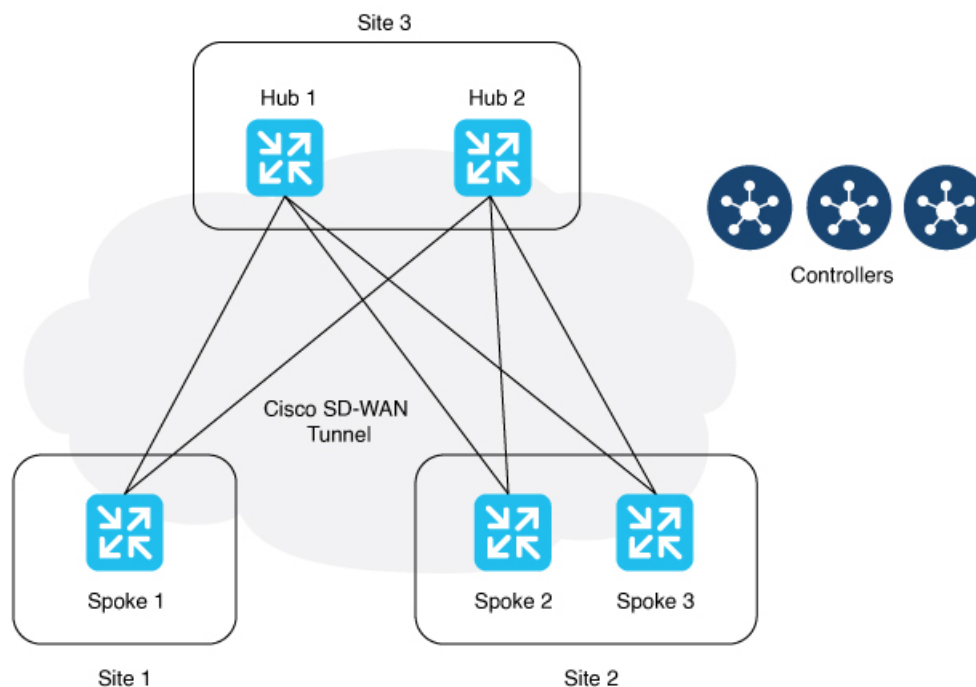 Site 3
Hub 1
Hub 2
Controllers
Cisco SD-WAN
Tunnel
Spoke 1
Spoke 2
Spoke 3
Site 1
Site 2